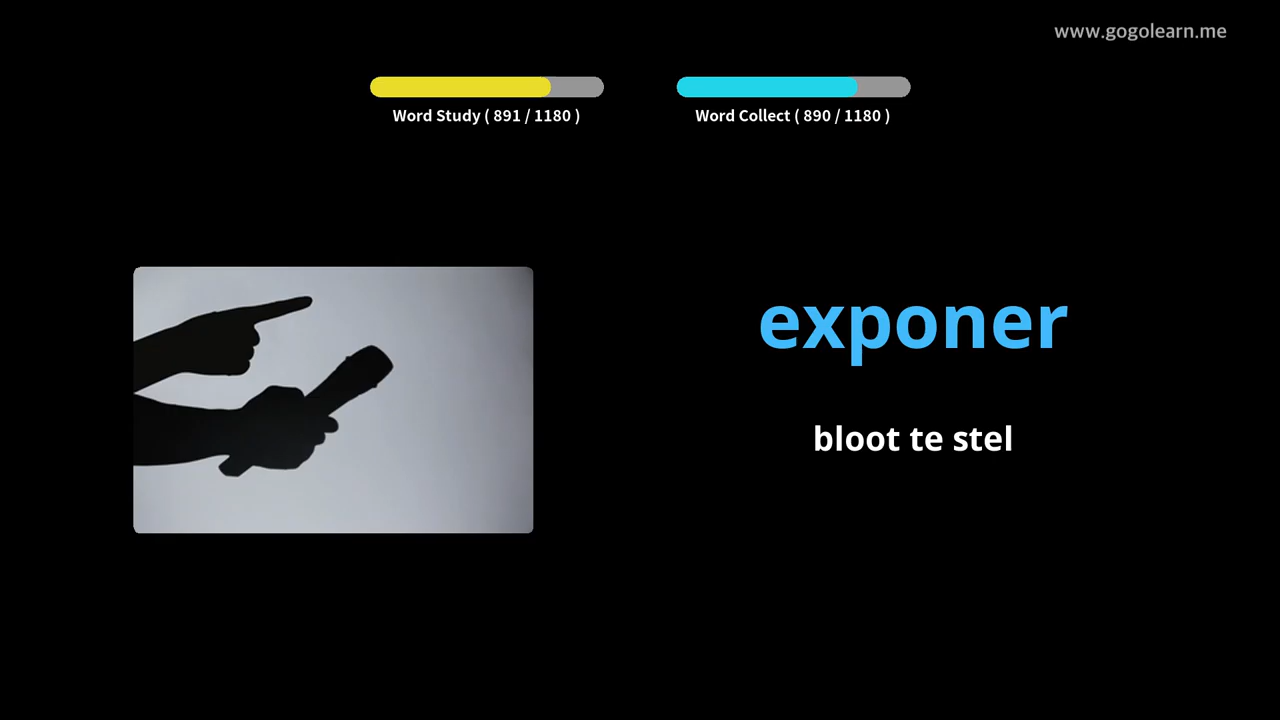 www.gogolearn.me
Word Study ( 891 / 1180 )
Word Collect ( 890 / 1180 )
exponer
bloot te stel